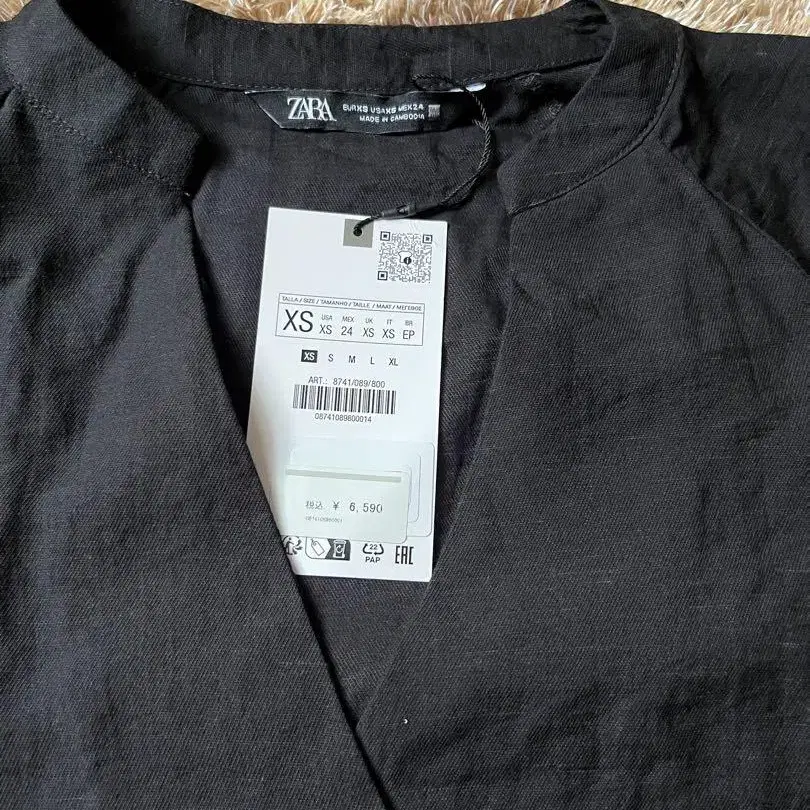 ZARA
EUR XS USA XS MEX 24
MADE IN CAMBODIA
TALLA / SIZE / TAMANHO / TAILLE / MAAT / МЕГЕӨЕ
XS
USA MEX UK IT BR
XS 24 XS XS EP
XS S M L XL
ART.: 8741/089/800
08741089800014
税込 ¥ 6,590
22
PAP
EAC